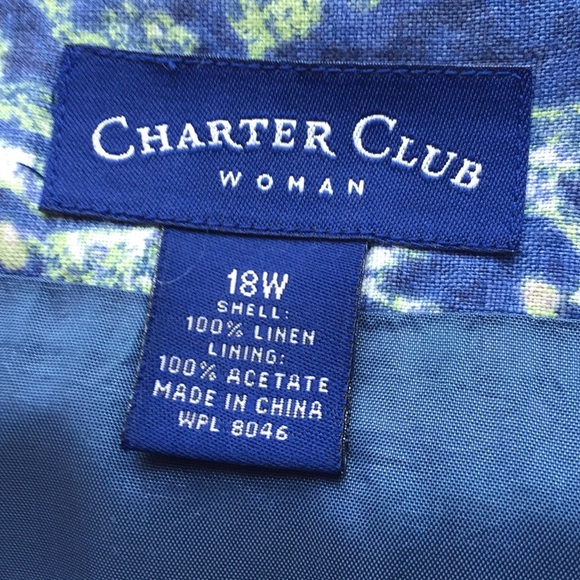 CHARTER CLUB
WOMAN
18W
SHELL:
100% LINEN
LINING:
100% ACETATE
MADE IN CHINA
WPL 8046